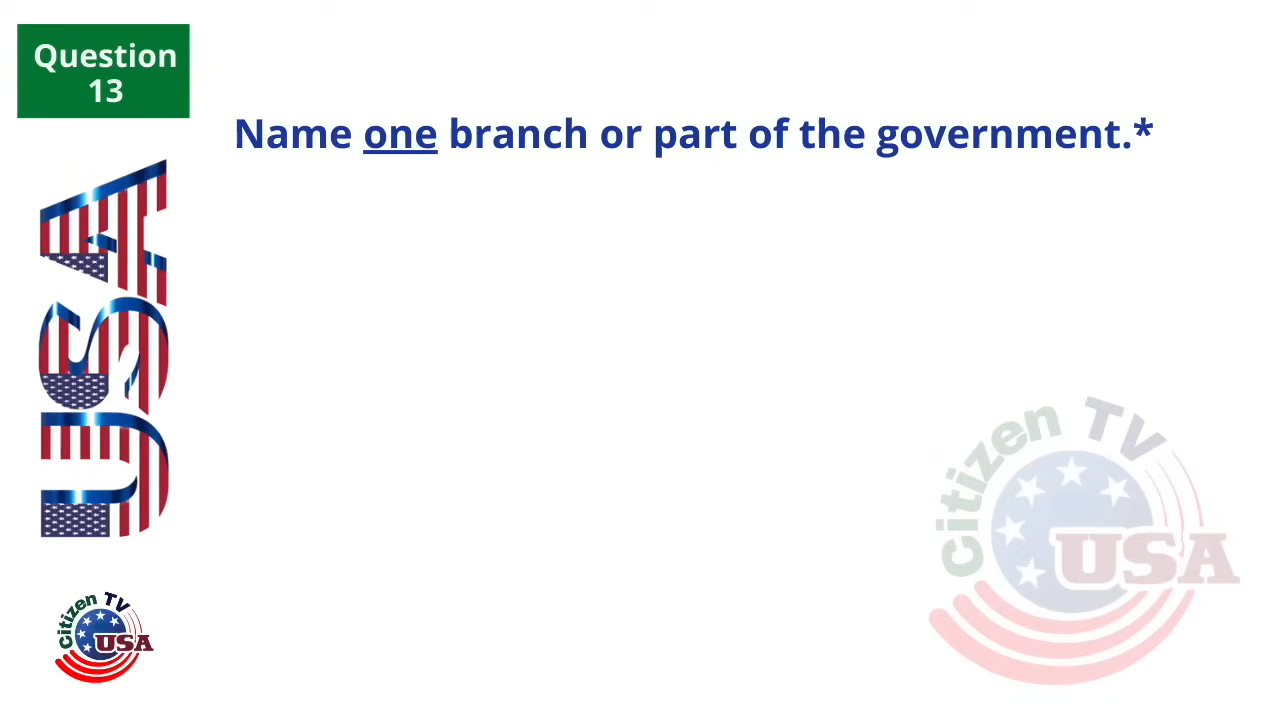 Question
13
Name one branch or part of the government.*
USA
Citizen TV
USA
Citizen TV
USA